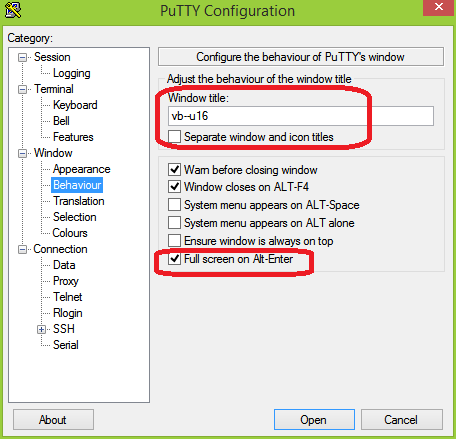 PuTTY Configuration
Category:
Session
Logging
Terminal
Keyboard
Bell
Features
Window
Appearance
Behaviour
Translation
Selection
Colours
Connection
Data
Proxy
Telnet
Rlogin
SSH
Serial
Configure the behaviour of PuTTY's window
Adjust the behaviour of the window title
Window title:
vb--u16
Separate window and icon titles
Warn before closing window
Window closes on ALT-F4
System menu appears on ALT-Space
System menu appears on ALT alone
Ensure window is always on top
Full screen on Alt-Enter
About
Open
Cancel